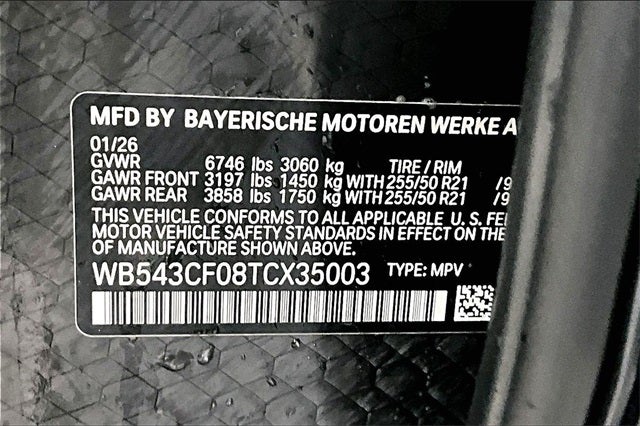 MFD BY BAYERISCHE MOTOREN WERKE A
01/26
GVWR 6746 lbs 3060 kg TIRE / RIM
GAWR FRONT 3197 lbs 1450 kg WITH 255/50 R21 /9
GAWR REAR 3858 lbs 1750 kg WITH 255/50 R21 /9
THIS VEHICLE CONFORMS TO ALL APPLICABLE U. S. FE
MOTOR VEHICLE SAFETY STANDARDS IN EFFECT ON THE
OF MANUFACTURE SHOWN ABOVE.
WB543CF08TCX35003 TYPE: MPV